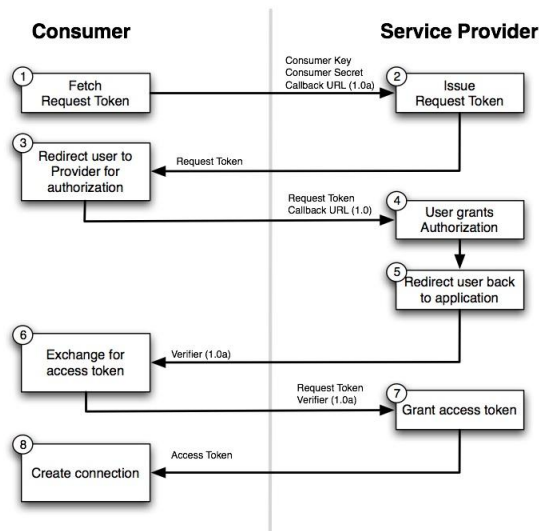 Consumer
Service Provider
Consumer Key
Consumer Secret
Callback URL (1.0a)
1
Fetch
Request Token
2
Issue
Request Token
3
Redirect user to
Provider for
authorization
Request Token
Request Token
Callback URL (1.0)
4
User grants
Authorization
5
Redirect user back
to application
6
Exchange for
access token
Verifier (1.0a)
Request Token
Verifier (1.0a)
7
Grant access token
8
Create connection
Access Token